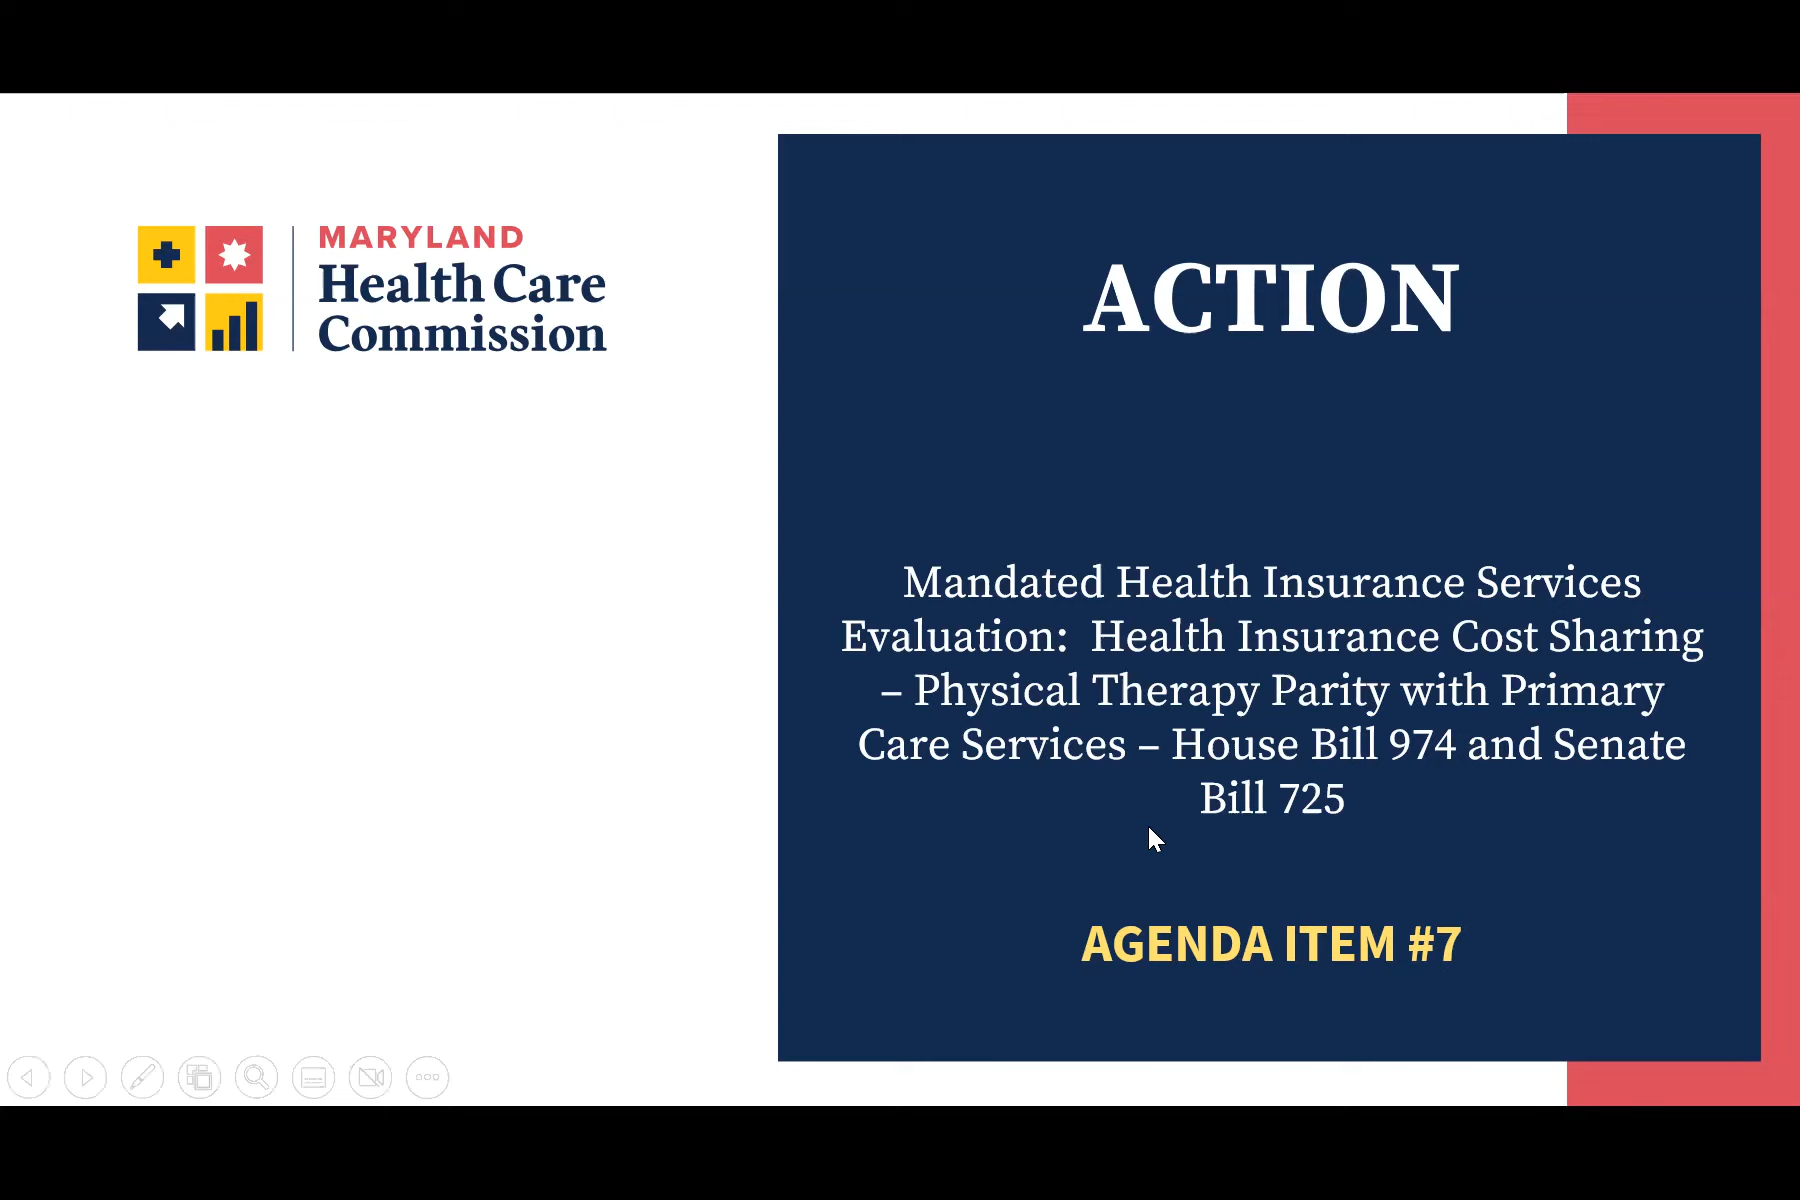 MARYLAND
Health Care
Commission
ACTION
Mandated Health Insurance Services
Evaluation:  Health Insurance Cost Sharing
– Physical Therapy Parity with Primary
Care Services – House Bill 974 and Senate
Bill 725
AGENDA ITEM #7